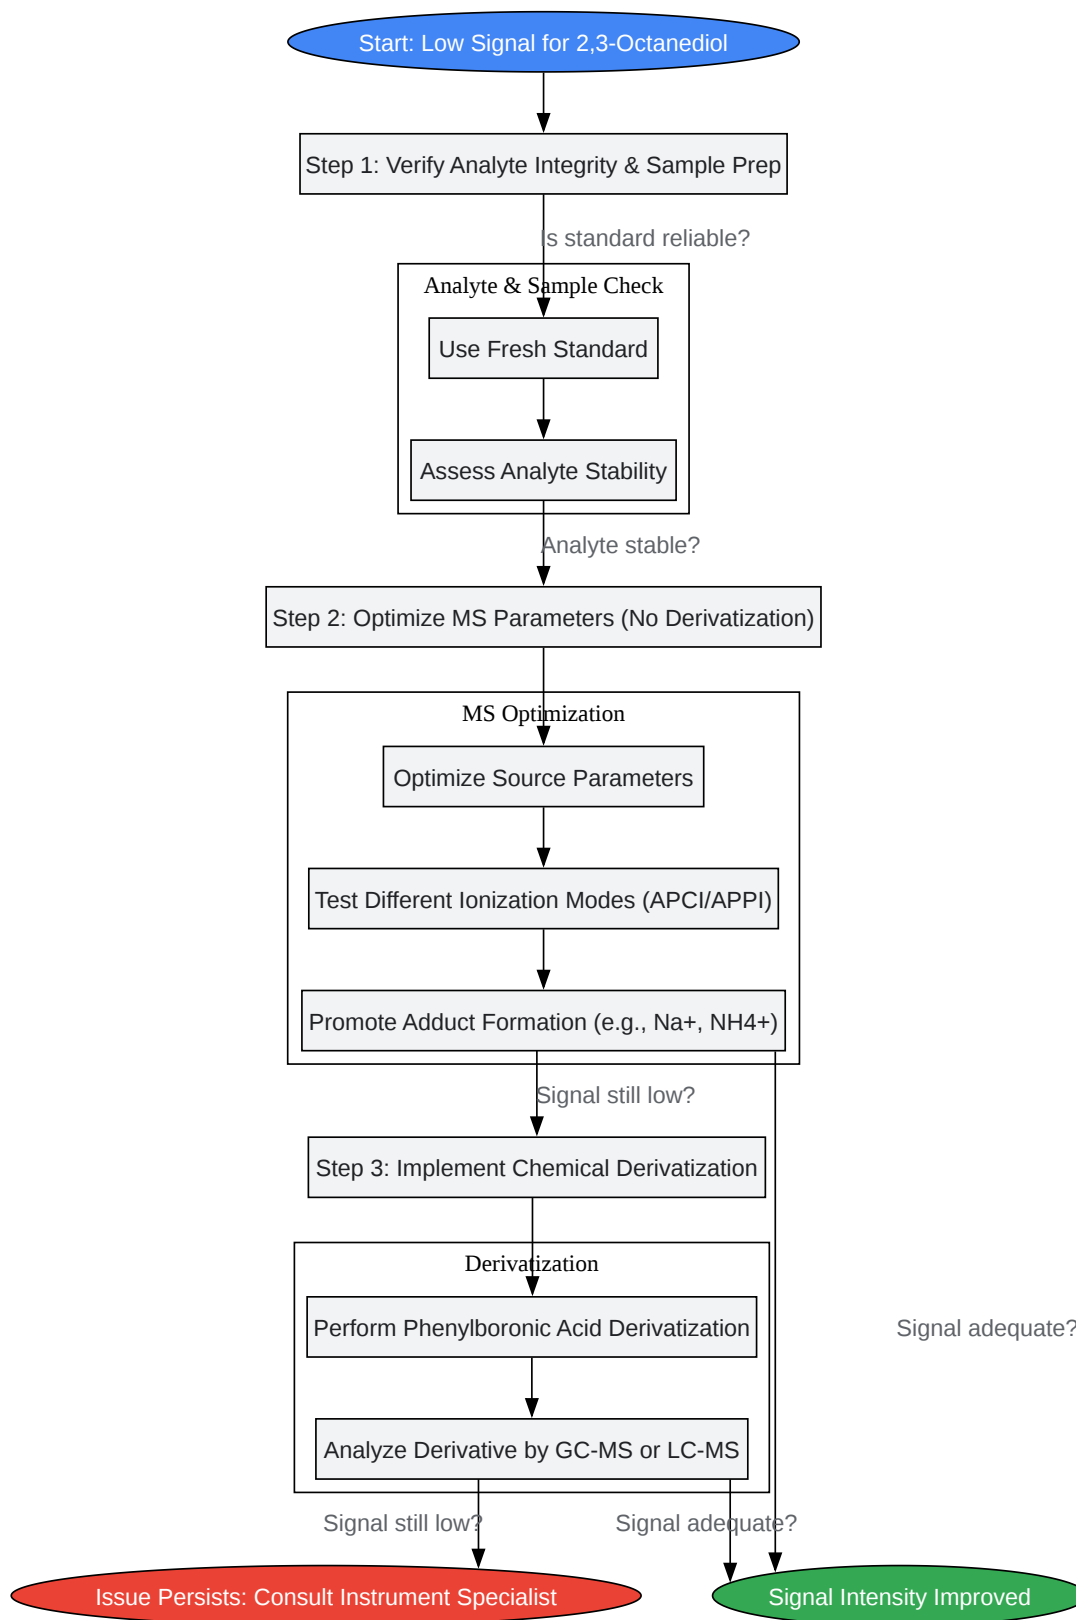 Start: Low Signal for 2,3-Octanediol
Step 1: Verify Analyte Integrity & Sample Prep
Is standard reliable?
Analyte & Sample Check
Use Fresh Standard
Assess Analyte Stability
Analyte stable?
Step 2: Optimize MS Parameters (No Derivatization)
MS Optimization
Optimize Source Parameters
Test Different Ionization Modes (APCI/APPI)
Promote Adduct Formation (e.g., Na+, NH4+)
Signal still low?
Step 3: Implement Chemical Derivatization
Derivatization
Perform Phenylboronic Acid Derivatization
Signal adequate?
Analyze Derivative by GC-MS or LC-MS
Signal still low?
Signal adequate?
Issue Persists: Consult Instrument Specialist
Signal Intensity Improved